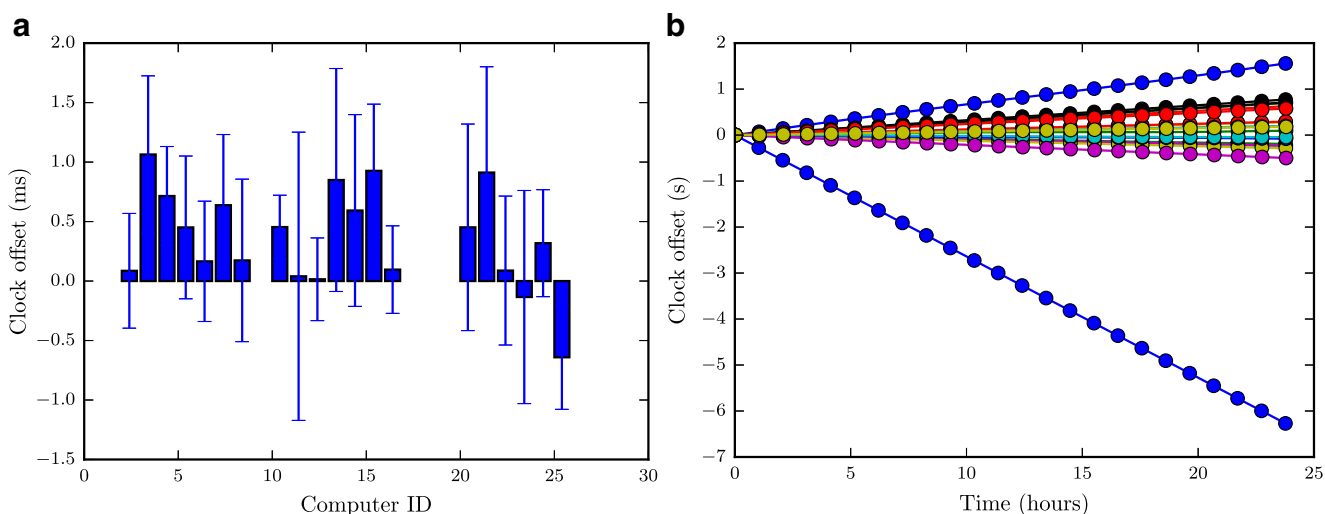 a
2.0
1.5
1.0
0.5
0.0
−0.5
−1.0
−1.5
Clock offset (ms)
0 5 10 15 20 25 30
Computer ID
b
2
1
0
−1
−2
−3
−4
−5
−6
−7
Clock offset (s)
0 5 10 15 20 25
Time (hours)